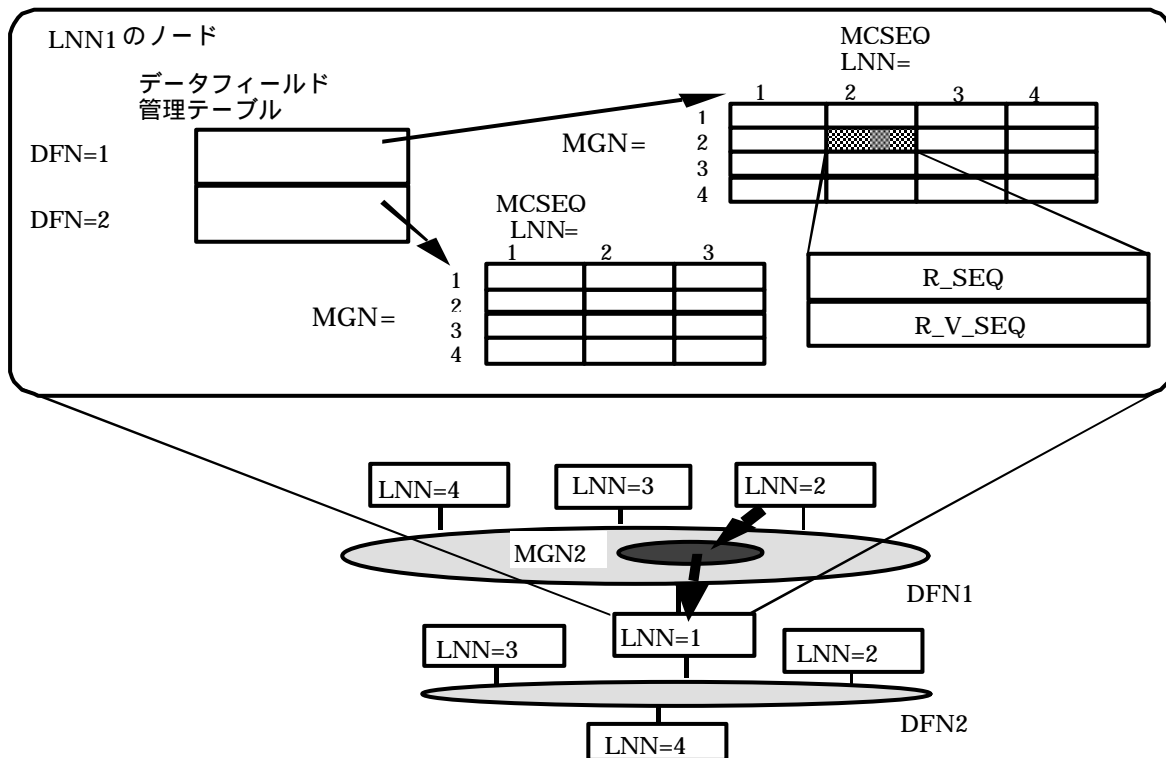 LNN1のノード
データフィールド
管理テーブル
DFN=1
DFN=2
MCSEQ
LNN=
1 2 3 4
MGN=
1
2
3
4
MCSEQ
LNN=
1 2 3
MGN=
1
2
3
4
R_SEQ
R_V_SEQ
LNN=4
LNN=3
LNN=2
MGN2
DFN1
LNN=1
LNN=3
LNN=2
DFN2
LNN=4